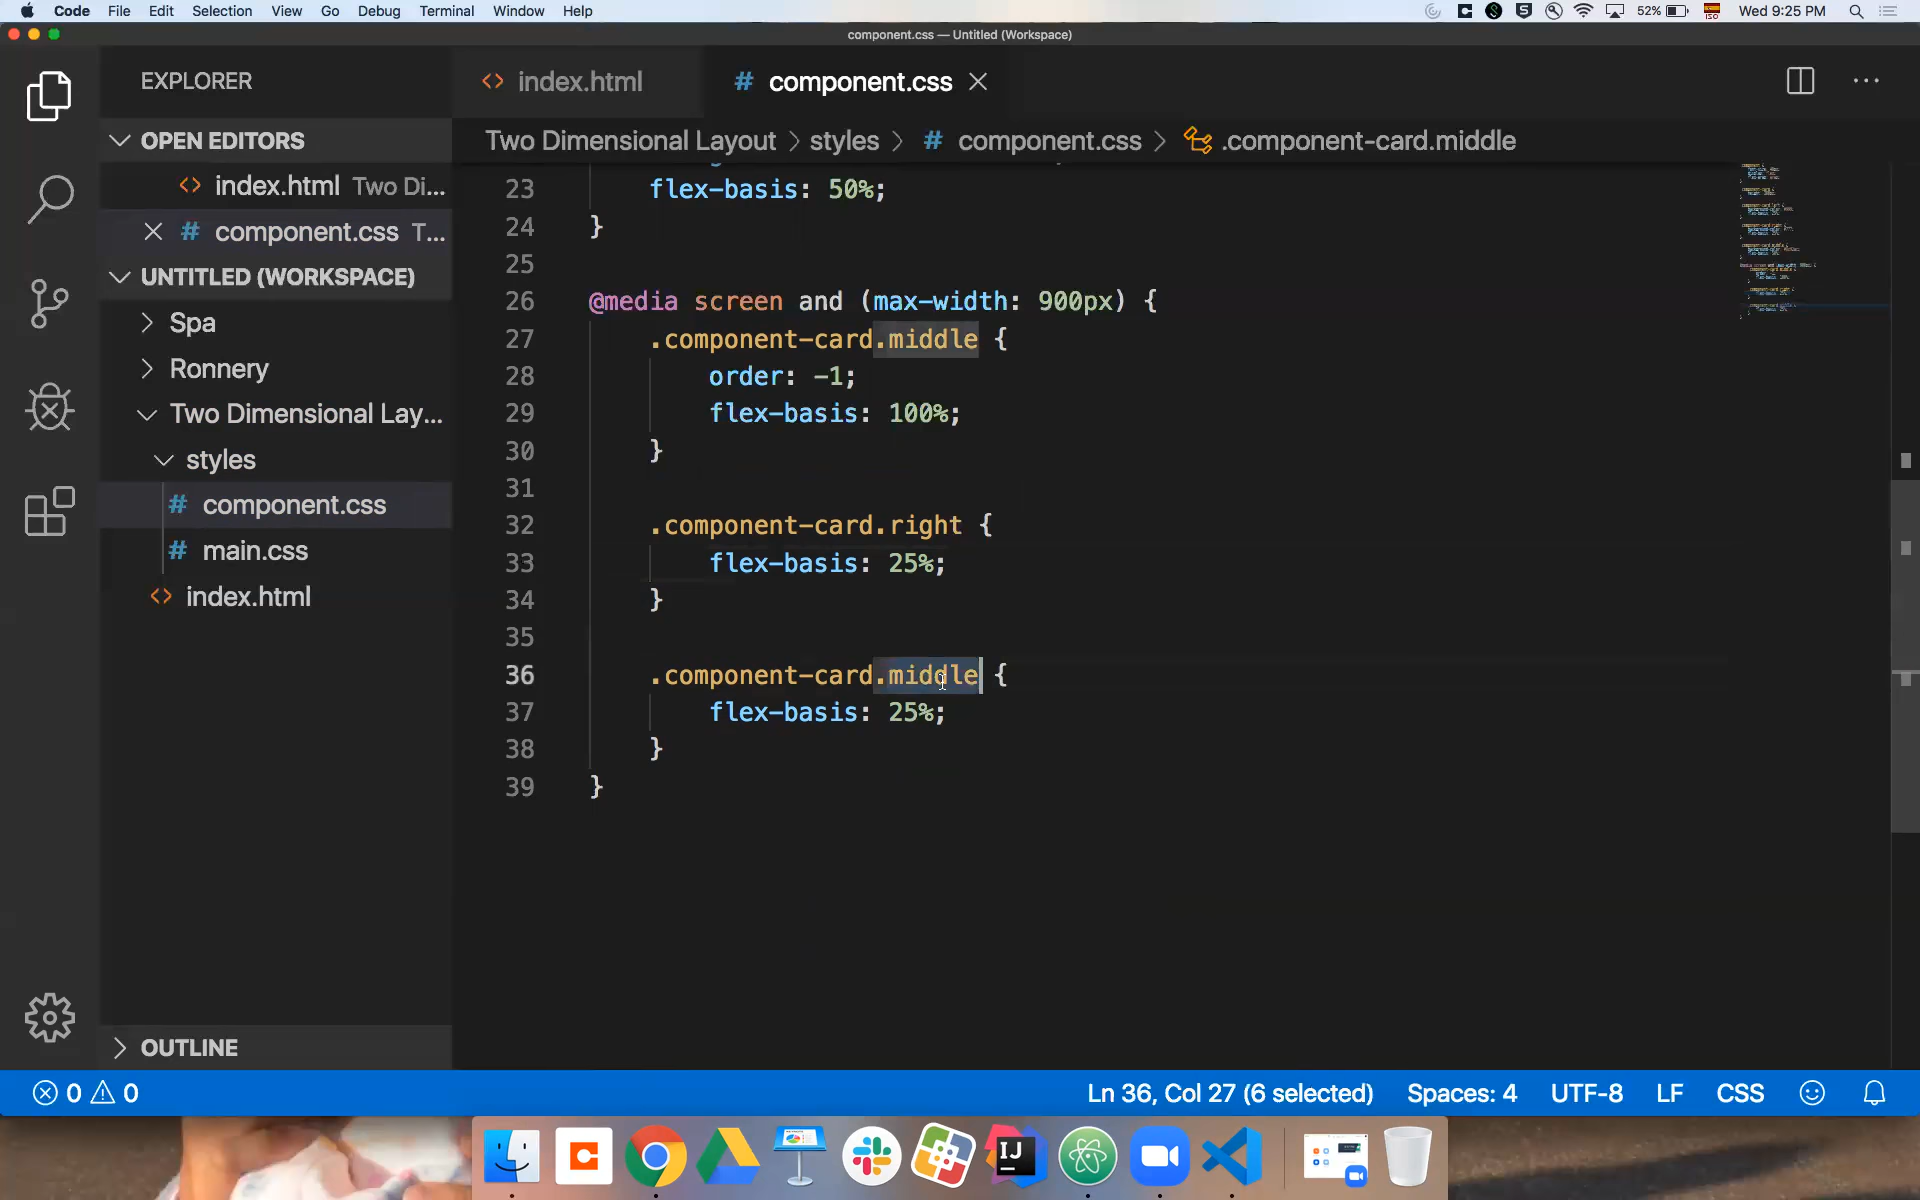 Code File Edit Selection View Go Debug Terminal Window Help 52% ISO Wed 9:25 PM
component.css — Untitled (Workspace)
EXPLORER
OPEN EDITORS
index.html Two Di...
component.css T...
UNTITLED (WORKSPACE)
Spa
Ronnery
Two Dimensional Lay...
styles
# component.css
# main.css
index.html
OUTLINE
<> index.html # component.css
Two Dimensional Layout > styles > # component.css > .component-card.middle
23 flex-basis: 50%;
24 }
25
26 @media screen and (max-width: 900px) {
27 .component-card.middle {
28 order: -1;
29 flex-basis: 100%;
30 }
31
32 .component-card.right {
33 flex-basis: 25%;
34 }
35
36 .component-card.middle {
37 flex-basis: 25%;
38 }
39 }
0 0 Ln 36, Col 27 (6 selected) Spaces: 4 UTF-8 LF CSS
IJ